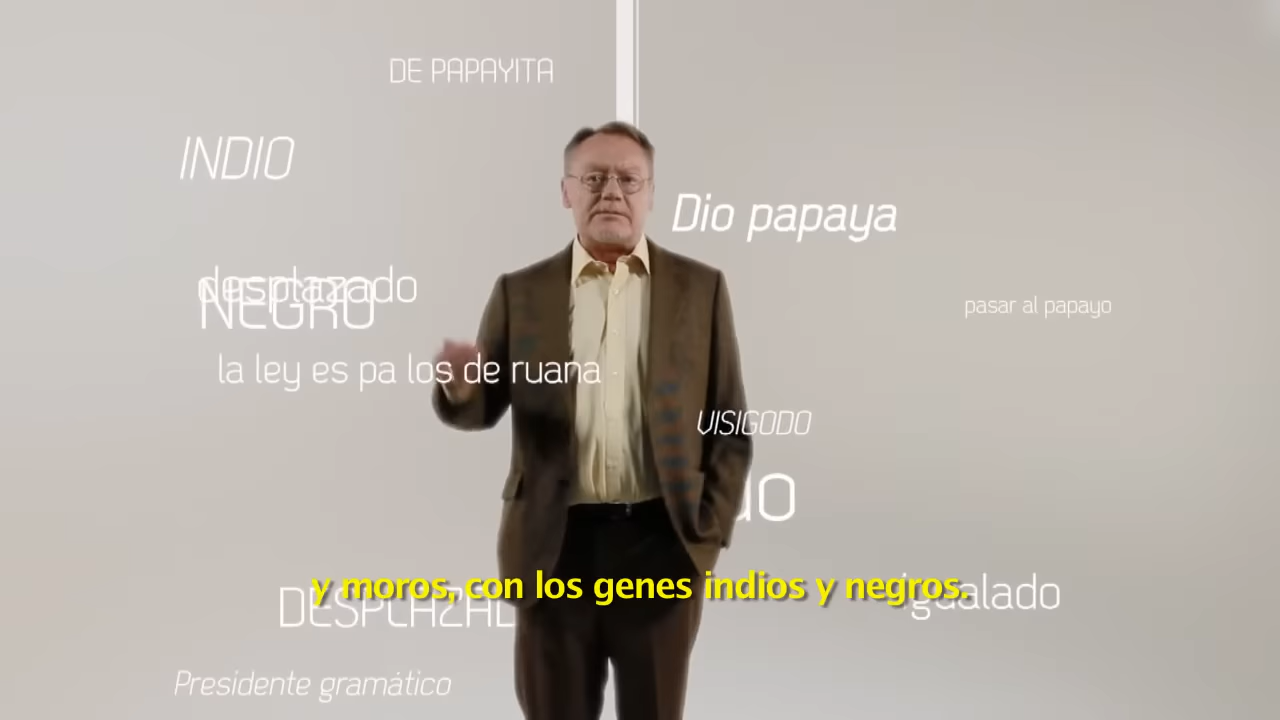 DE PAPAYITA
INDIO
Dio papaya
desplazado
NEGRO
pasar al papayo
la ley es pa los de ruana
VISIGODO
y moros, con los genes indios y negros.
igualado
Presidente gramático